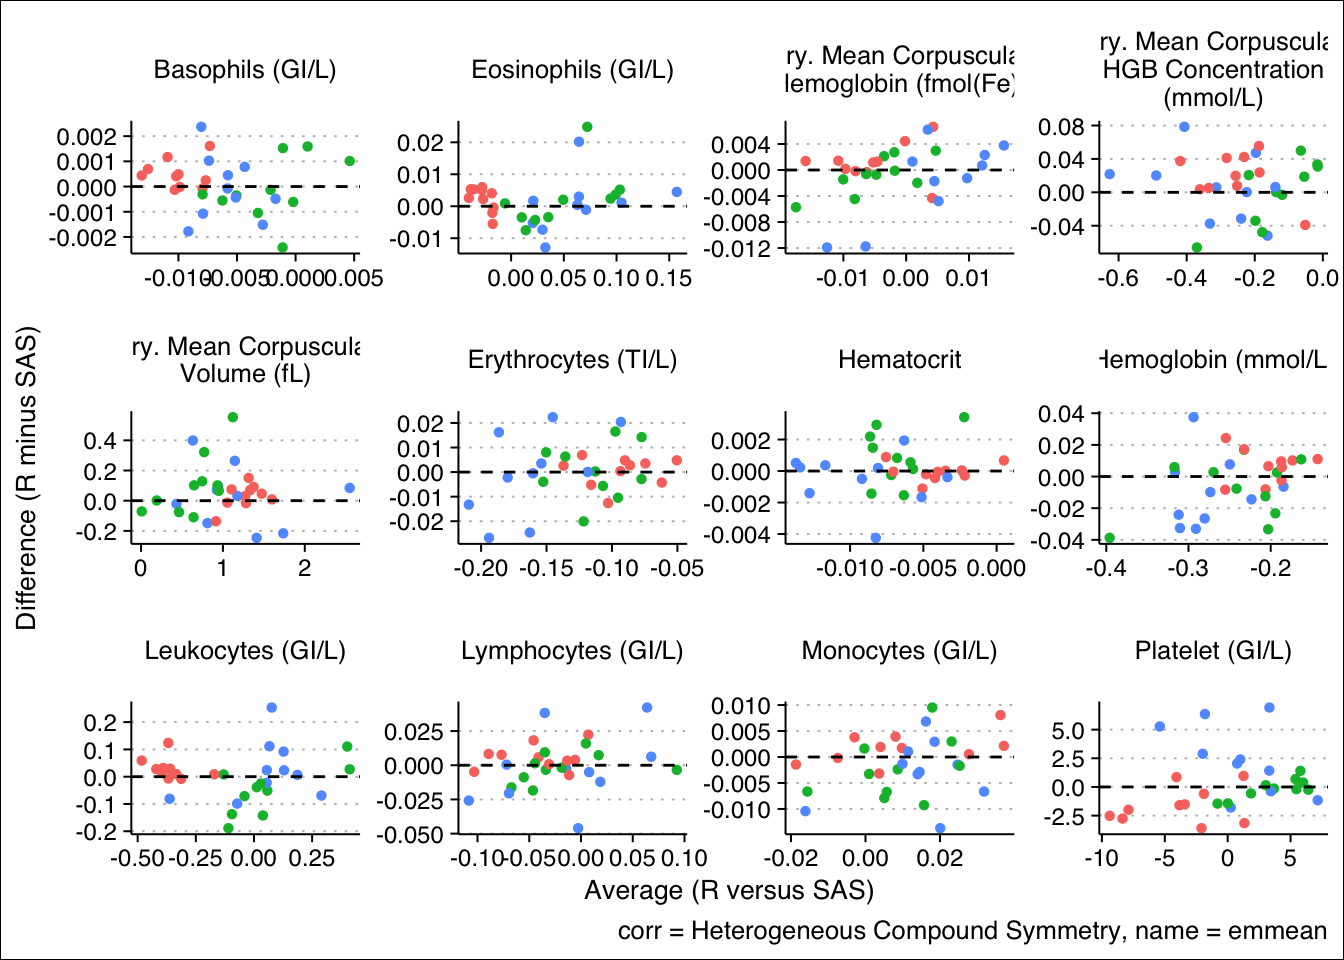 Basophils (GI/L)
0.002
0.001
0.000
-0.001
-0.002
-0.010
-0.005
0.000
0.005
Eosinophils (GI/L)
0.02
0.01
0.00
-0.01
0.00 0.05 0.10 0.15
ry. Mean Corpuscula
lemoglobin (fmol(Fe)
0.004
0.000
-0.004
-0.008
-0.012
-0.01 0.00 0.01
ry. Mean Corpuscula
HGB Concentration
(mmol/L)
0.08
0.04
0.00
-0.04
-0.6 -0.4 -0.2 0.0
ry. Mean Corpuscula
Volume (fL)
0.4
0.2
0.0
-0.2
0 1 2
Erythrocytes (TI/L)
0.02
0.01
0.00
-0.01
-0.02
-0.20 -0.15 -0.10 -0.05
Hematocrit
0.002
0.000
-0.002
-0.004
-0.010 -0.005 0.000
Hemoglobin (mmol/L
0.04
0.02
0.00
-0.02
-0.04
-0.4 -0.3 -0.2
Leukocytes (GI/L)
0.2
0.1
0.0
-0.1
-0.2
-0.50 -0.25 0.00 0.25
Lymphocytes (GI/L)
0.025
0.000
-0.025
-0.050
-0.10 -0.05 0.00 0.05 0.10
Monocytes (GI/L)
0.010
0.005
0.000
-0.005
-0.010
-0.02 0.00 0.02
Platelet (GI/L)
5.0
2.5
0.0
-2.5
-10 -5 0 5
Difference (R minus SAS)
Average (R versus SAS)
corr = Heterogeneous Compound Symmetry, name = emmean